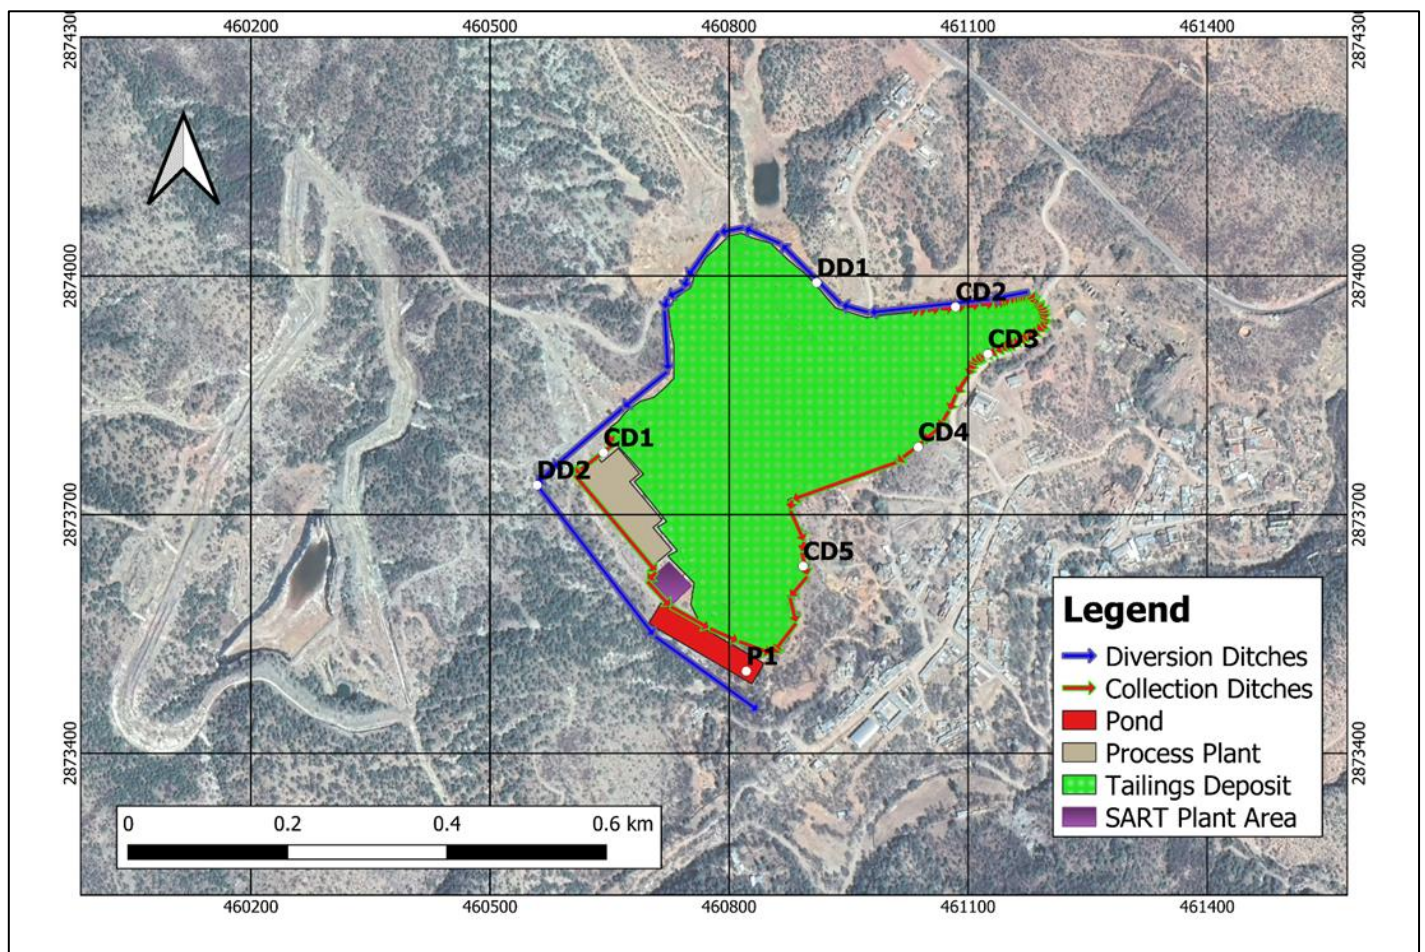 460200 460500 460800 461100 461400
2874300 2874300
DD1
2874000 2874000
CD2
CD3
CD4
CD1
DD2
2873700 2873700
CD5
P1
Legend
Diversion Ditches
Collection Ditches
Pond
Process Plant
Tailings Deposit
SART Plant Area
2873400 2873400
0 0.2 0.4 0.6 km
460200 460500 460800 461100 461400